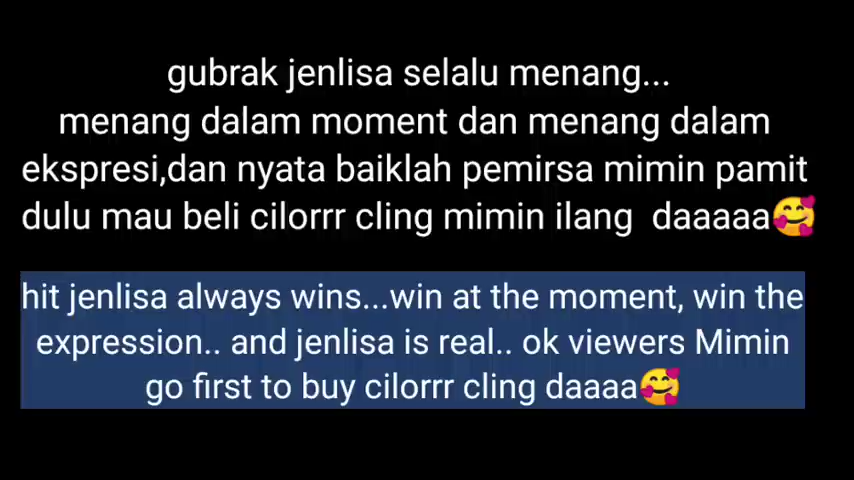 gubrak jenlisa selalu menang...
menang dalam moment dan menang dalam
ekspresi,dan nyata baiklah pemirsa mimin pamit
dulu mau beli cilorrr cling mimin ilang  daaaaa🥰
hit jenlisa always wins...win at the moment, win the
expression.. and jenlisa is real.. ok viewers Mimin
go first to buy cilorrr cling daaaa🥰